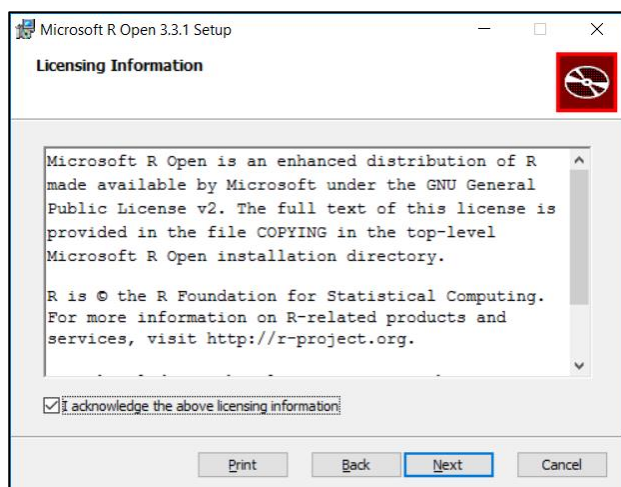 Microsoft R Open 3.3.1 Setup
Licensing Information
Microsoft R Open is an enhanced distribution of R
made available by Microsoft under the GNU General
Public License v2. The full text of this license is
provided in the file COPYING in the top-level
Microsoft R Open installation directory.
R is © the R Foundation for Statistical Computing.
For more information on R-related products and
services, visit http://r-project.org.
I acknowledge the above licensing information
Print Back Next Cancel